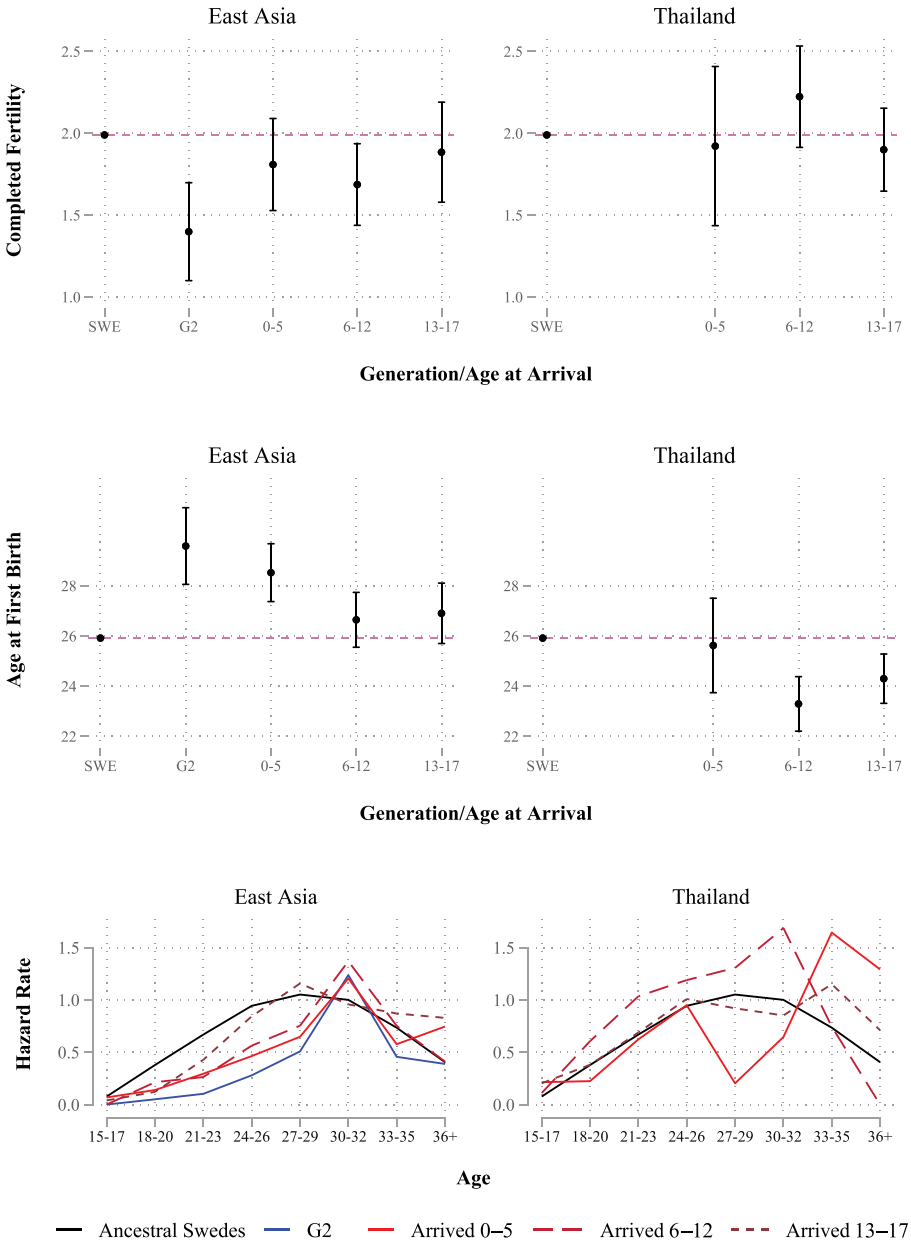 East Asia Thailand
Completed Fertility
2.5 2.5
2.0 2.0
1.5 1.5
1.0 1.0
SWE G2 0-5 6-12 13-17 SWE 0-5 6-12 13-17
Generation/Age at Arrival
East Asia Thailand
Age at First Birth
28 28
26 26
24 24
22 22
SWE G2 0-5 6-12 13-17 SWE 0-5 6-12 13-17
Generation/Age at Arrival
East Asia Thailand
Hazard Rate
1.5 1.5
1.0 1.0
0.5 0.5
0.0 0.0
15-17 18-20 21-23 24-26 27-29 30-32 33-35 36+ 15-17 18-20 21-23 24-26 27-29 30-32 33-35 36+
Age
Ancestral Swedes G2 Arrived 0–5 Arrived 6–12 Arrived 13–17